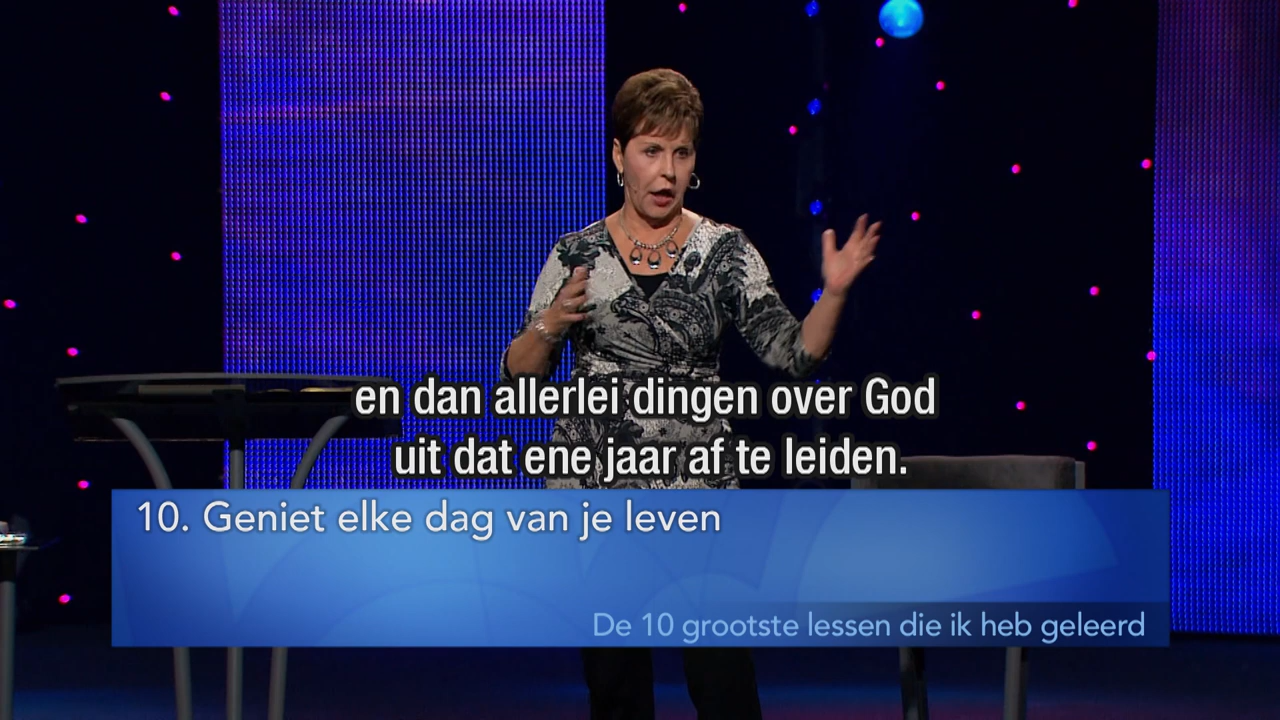 en dan allerlei dingen over God
uit dat ene jaar af te leiden.
10. Geniet elke dag van je leven
De 10 grootste lessen die ik heb geleerd